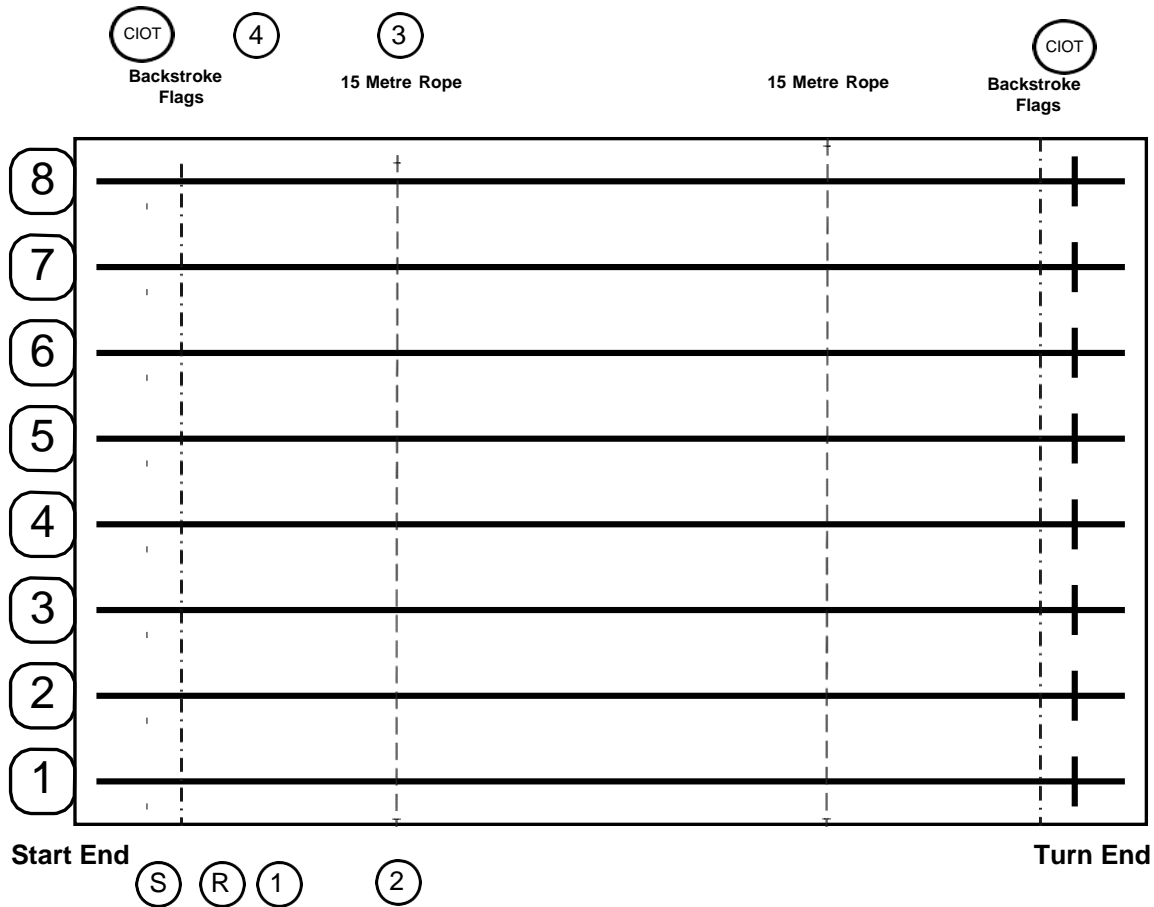 CIOT 4 3 CIOT
Backstroke Flags
15 Metre Rope
15 Metre Rope
Backstroke Flags
8
7
6
5
4
3
2
1
Start End
Turn End
S R 1 2